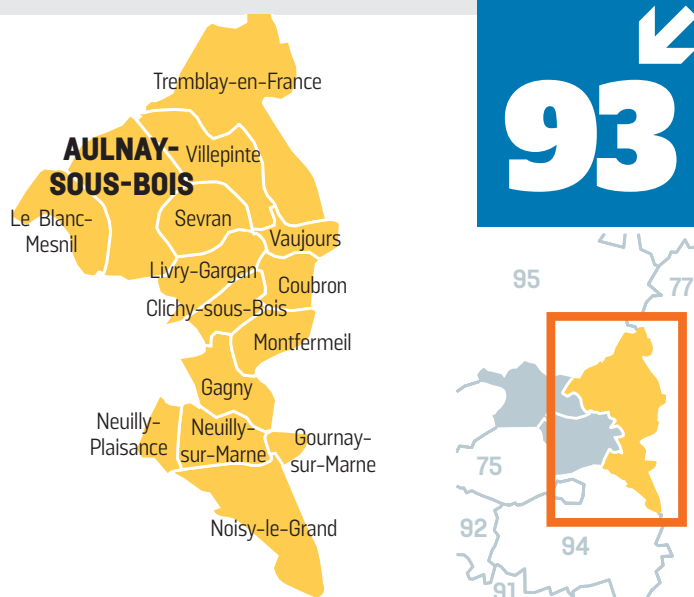 93
Tremblay-en-France
AULNAY-
SOUS-BOIS
Villepinte
Le Blanc-
Mesnil
Sevran
Vaujours
Livry-Gargan
Coubron
Clichy-sous-Bois
Montfermeil
Gagny
Neuilly-
Plaisance
Neuilly-
sur-Marne
Gournay-
sur-Marne
Noisy-le-Grand
95
77
75
92
94
91